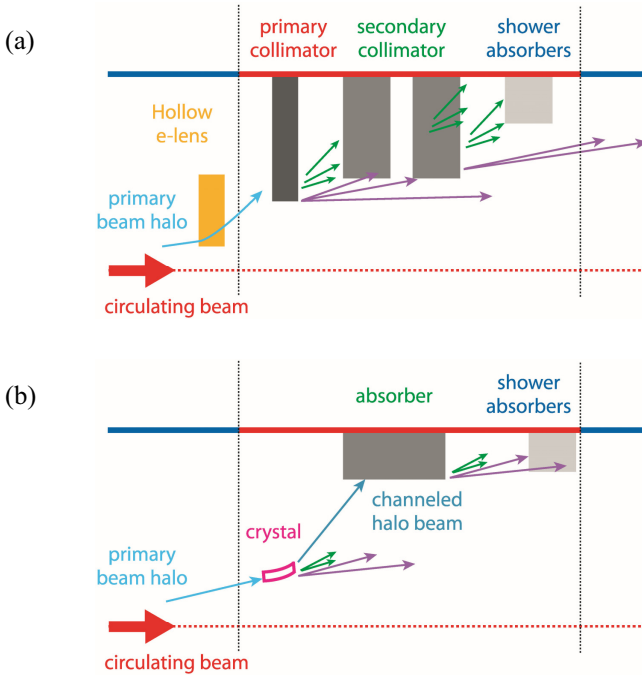 (a)
primary
collimator
secondary
collimator
shower
absorbers
Hollow
e-lens
primary
beam halo
circulating beam
(b)
absorber
shower
absorbers
channeled
halo beam
crystal
primary
beam halo
circulating beam